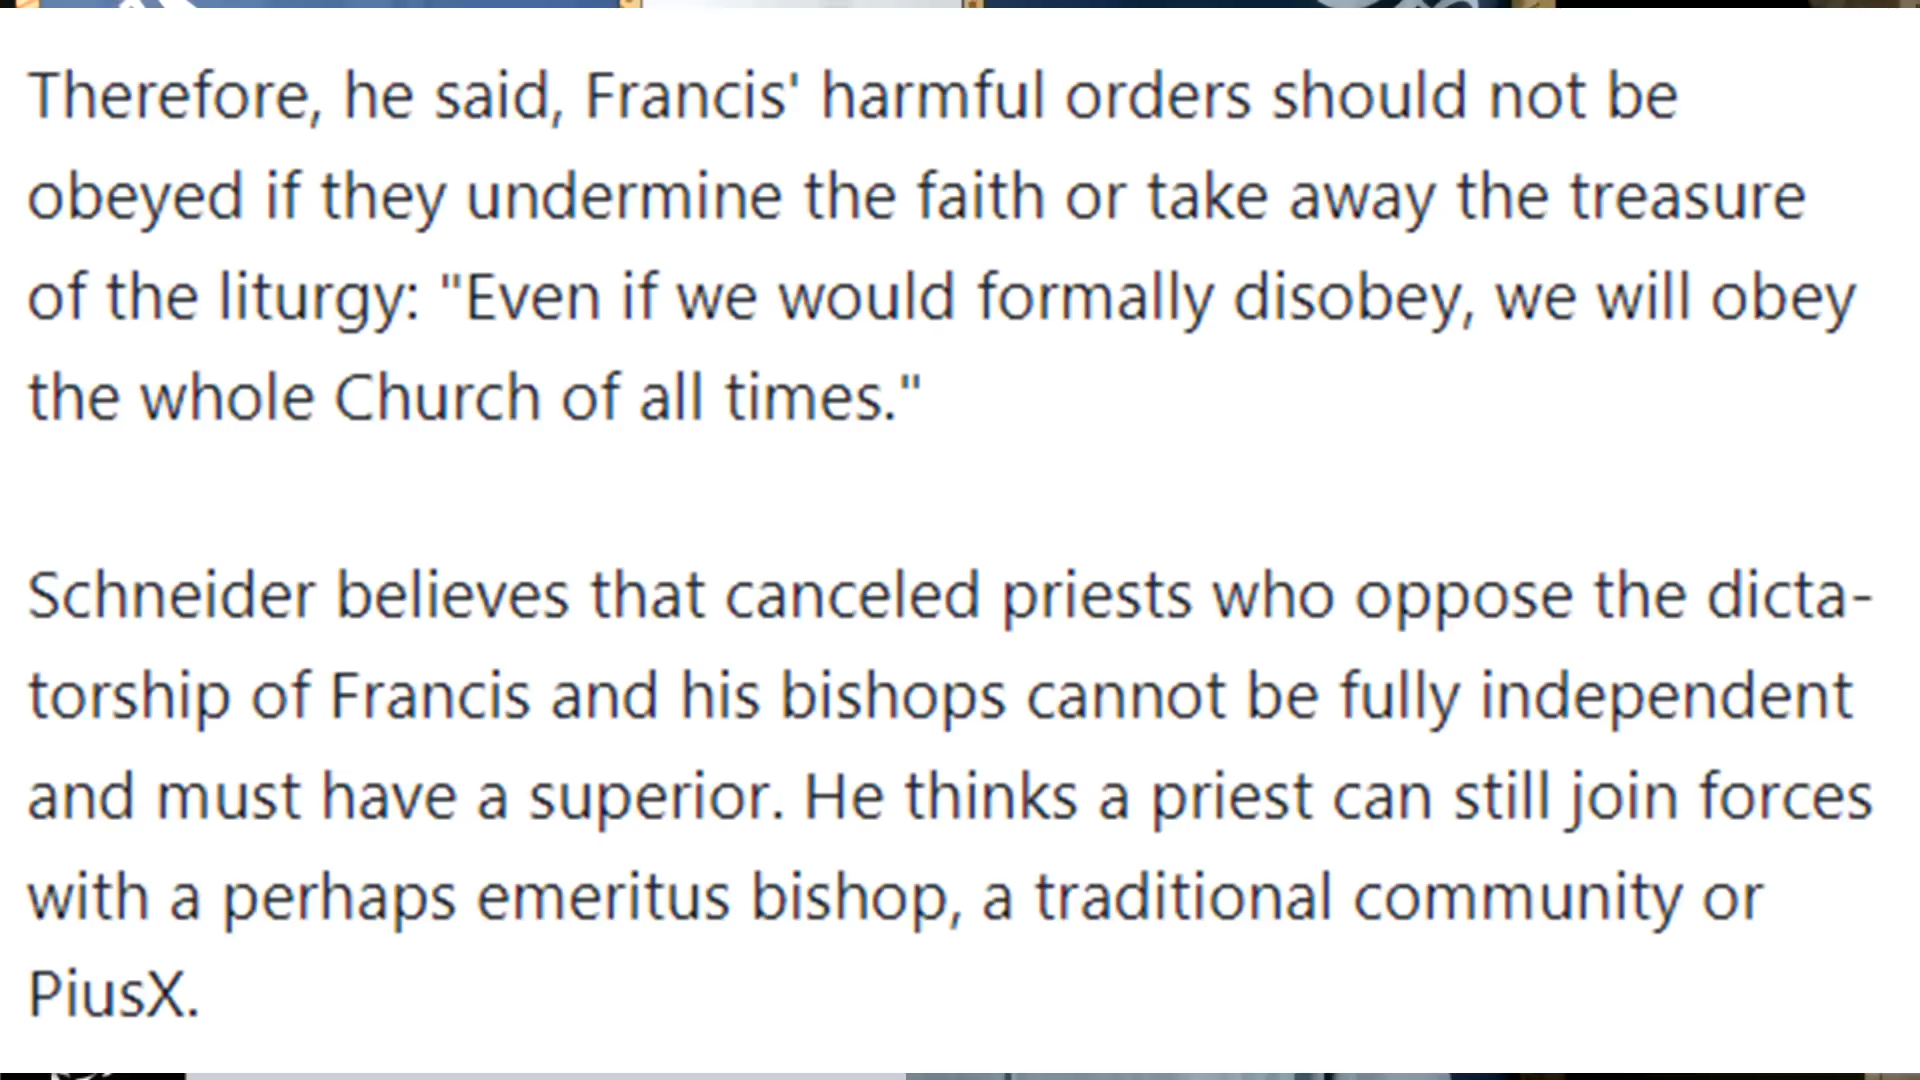 Therefore, he said, Francis' harmful orders should not be
obeyed if they undermine the faith or take away the treasure
of the liturgy: "Even if we would formally disobey, we will obey
the whole Church of all times."
Schneider believes that canceled priests who oppose the dicta-
torship of Francis and his bishops cannot be fully independent
and must have a superior. He thinks a priest can still join forces
with a perhaps emeritus bishop, a traditional community or
PiusX.